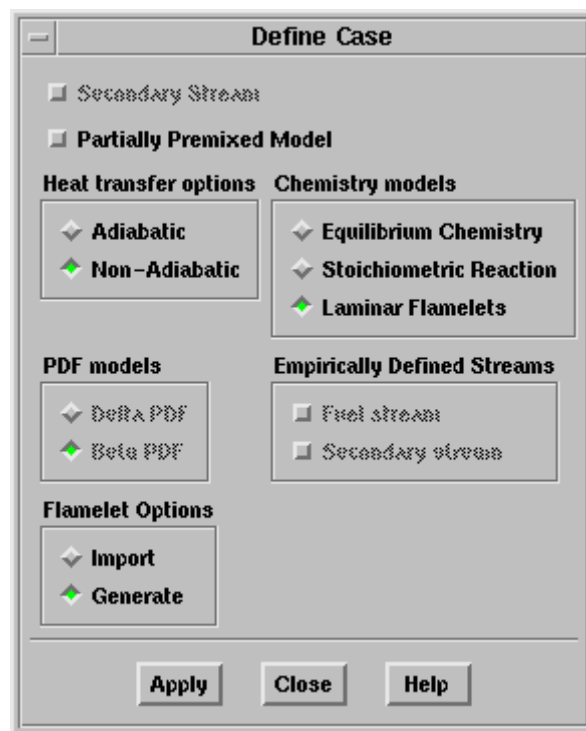 Define Case
Secondary Stream
Partially Premixed Model
Heat transfer options
Adiabatic
Non-Adiabatic
Chemistry models
Equilibrium Chemistry
Stoichiometric Reaction
Laminar Flamelets
PDF models
Delta PDF
Beta PDF
Empirically Defined Streams
Fuel stream
Secondary stream
Flamelet Options
Import
Generate
Apply
Close
Help